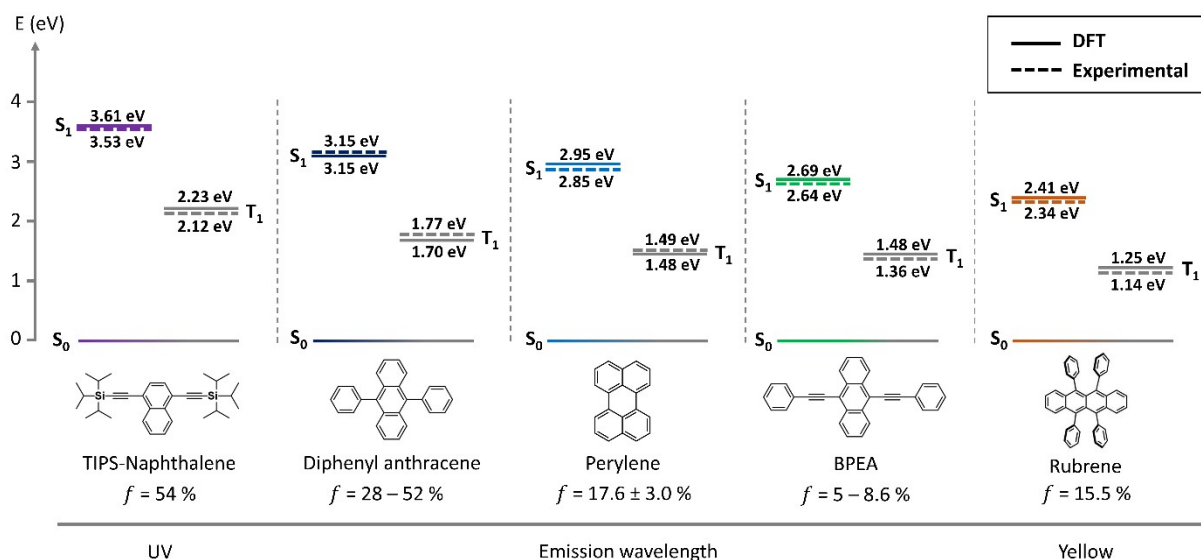 E (eV)
DFT
Experimental
4
3
2
1
0
S1
3.61 eV
3.53 eV
2.23 eV
2.12 eV
T1
S0
S1
3.15 eV
3.15 eV
1.77 eV
1.70 eV
T1
S0
S1
2.95 eV
2.85 eV
1.49 eV
1.48 eV
T1
S0
S1
2.69 eV
2.64 eV
1.48 eV
1.36 eV
T1
S0
S1
2.41 eV
2.34 eV
1.25 eV
1.14 eV
T1
S0
Si
Si
TIPS-Naphthalene
f = 54 %
Diphenyl anthracene
f = 28 – 52 %
Perylene
f = 17.6 ± 3.0 %
BPEA
f = 5 – 8.6 %
Rubrene
f = 15.5 %
UV
Emission wavelength
Yellow